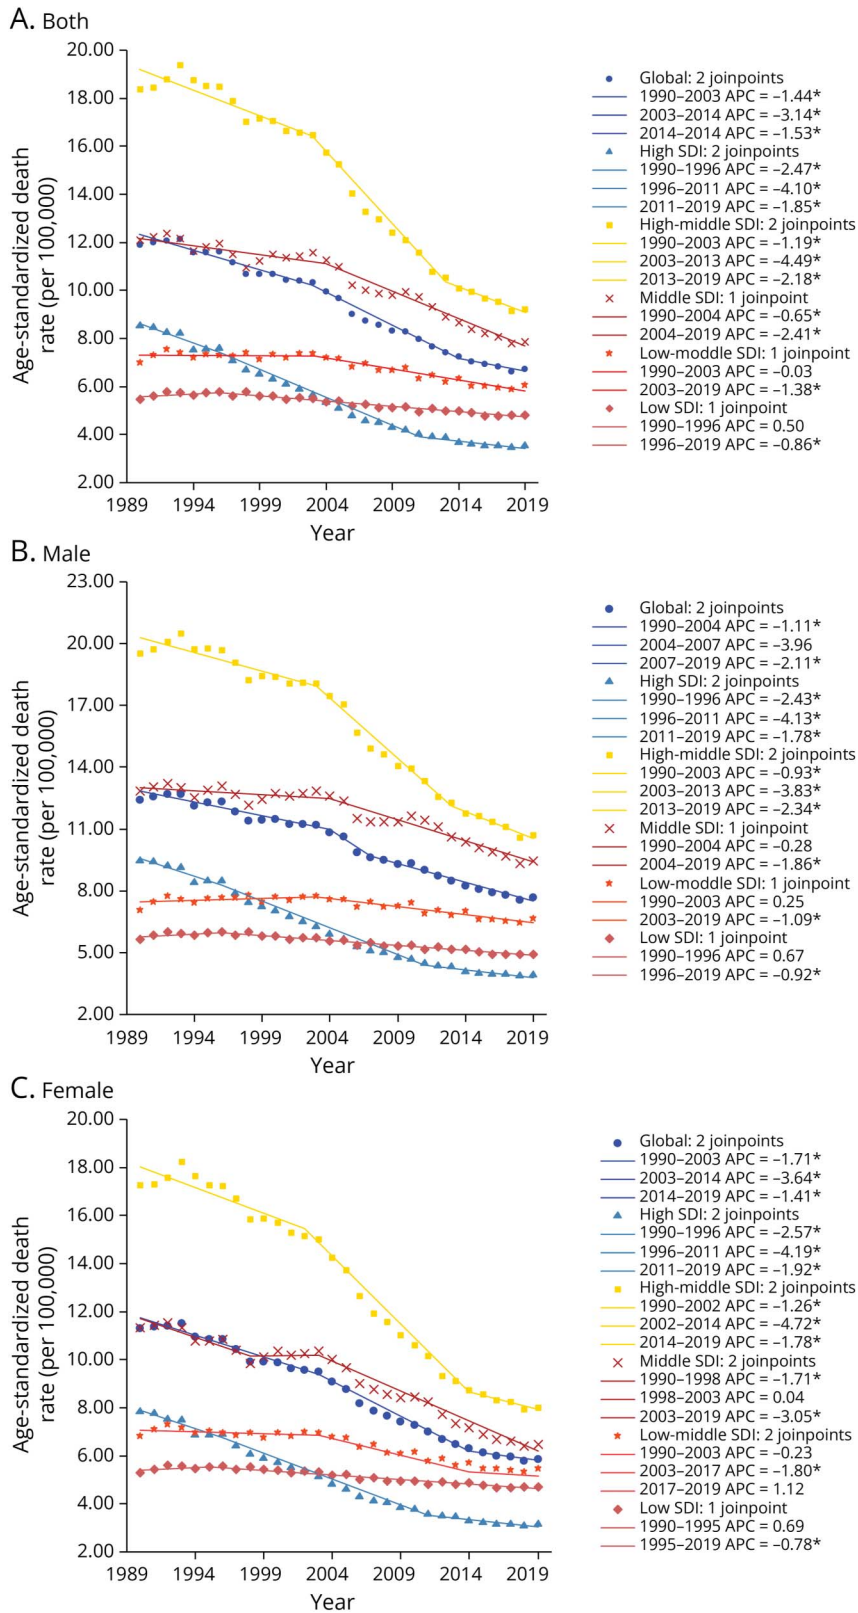 A. Both
20.00
18.00
16.00
14.00
12.00
10.00
8.00
6.00
4.00
2.00
Age-standardized death
rate (per 100,000)
1989 1994 1999 2004 2009 2014 2019
Year
Global: 2 joinpoints
1990–2003 APC = –1.44*
2003–2014 APC = –3.14*
2014–2014 APC = –1.53*
High SDI: 2 joinpoints
1990–1996 APC = –2.47*
1996–2011 APC = –4.10*
2011–2019 APC = –1.85*
High-middle SDI: 2 joinpoints
1990–2003 APC = –1.19*
2003–2013 APC = –4.49*
2013–2019 APC = –2.18*
Middle SDI: 1 joinpoint
1990–2004 APC = –0.65*
2004–2019 APC = –2.41*
Low-moddle SDI: 1 joinpoint
1990–2003 APC = –0.03
2003–2019 APC = –1.38*
Low SDI: 1 joinpoint
1990–1996 APC = 0.50
1996–2019 APC = –0.86*
B. Male
23.00
20.00
17.00
14.00
11.00
8.00
5.00
2.00
Age-standardized death
rate (per 100,000)
1989 1994 1999 2004 2009 2014 2019
Year
Global: 2 joinpoints
1990–2004 APC = –1.11*
2004–2007 APC = –3.96
2007–2019 APC = –2.11*
High SDI: 2 joinpoints
1990–1996 APC = –2.43*
1996–2011 APC = –4.13*
2011–2019 APC = –1.78*
High-middle SDI: 2 joinpoints
1990–2003 APC = –0.93*
2003–2013 APC = –3.83*
2013–2019 APC = –2.34*
Middle SDI: 1 joinpoint
1990–2004 APC = –0.28
2004–2019 APC = –1.86*
Low-moddle SDI: 1 joinpoint
1990–2003 APC = 0.25
2003–2019 APC = –1.09*
Low SDI: 1 joinpoint
1990–1996 APC = 0.67
1996–2019 APC = –0.92*
C. Female
20.00
18.00
16.00
14.00
12.00
10.00
8.00
6.00
4.00
2.00
Age-standardized death
rate (per 100,000)
1989 1994 1999 2004 2009 2014 2019
Year
Global: 2 joinpoints
1990–2003 APC = –1.71*
2003–2014 APC = –3.64*
2014–2019 APC = –1.41*
High SDI: 2 joinpoints
1990–1996 APC = –2.57*
1996–2011 APC = –4.19*
2011–2019 APC = –1.92*
High-middle SDI: 2 joinpoints
1990–2002 APC = –1.26*
2002–2014 APC = –4.72*
2014–2019 APC = –1.78*
Middle SDI: 2 joinpoints
1990–1998 APC = –1.71*
1998–2003 APC = 0.04
2003–2019 APC = –3.05*
Low-middle SDI: 2 joinpoints
1990–2003 APC = –0.23
2003–2017 APC = –1.80*
2017–2019 APC = 1.12
Low SDI: 1 joinpoint
1990–1995 APC = 0.69
1995–2019 APC = –0.78*